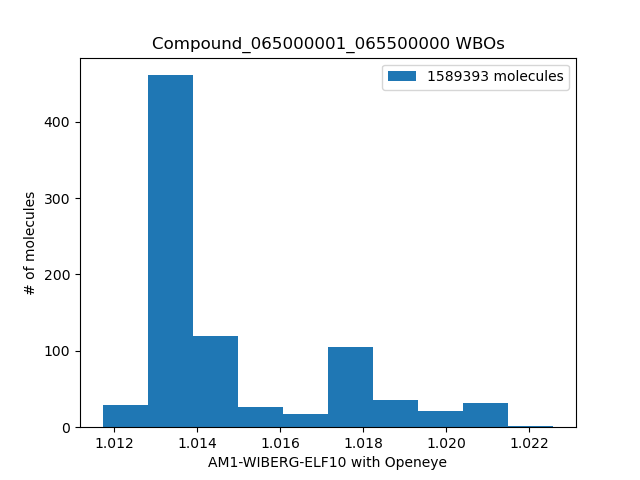 Compound_065000001_065500000 WBOs
1589393 molecules
# of molecules
400
300
200
100
0
1.012 1.014 1.016 1.018 1.020 1.022
AM1-WIBERG-ELF10 with Openeye